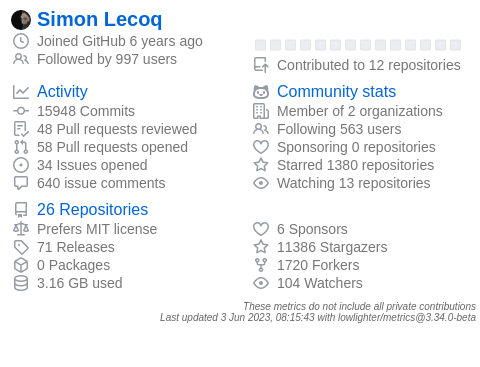 Simon Lecoq
Joined GitHub 6 years ago
Followed by 997 users
Contributed to 12 repositories
Activity
15948 Commits
48 Pull requests reviewed
58 Pull requests opened
34 Issues opened
640 issue comments
Community stats
Member of 2 organizations
Following 563 users
Sponsoring 0 repositories
Starred 1380 repositories
Watching 13 repositories
26 Repositories
Prefers MIT license
71 Releases
0 Packages
3.16 GB used
6 Sponsors
11386 Stargazers
1720 Forkers
104 Watchers
These metrics do not include all private contributions
Last updated 3 Jun 2023, 08:15:43 with lowlighter/metrics@3.34.0-beta